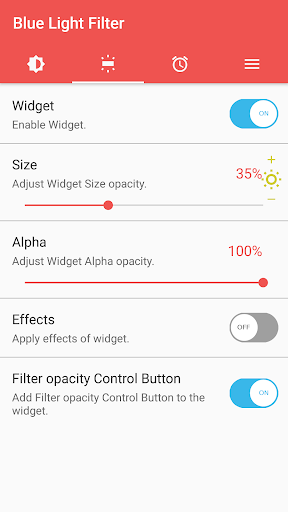 Blue Light Filter
Widget
Enable Widget.
ON
Size
Adjust Widget Size opacity.
35%
+
−
Alpha
Adjust Widget Alpha opacity.
100%
Effects
Apply effects of widget.
OFF
Filter opacity Control Button
Add Filter opacity Control Button to the
widget.
ON